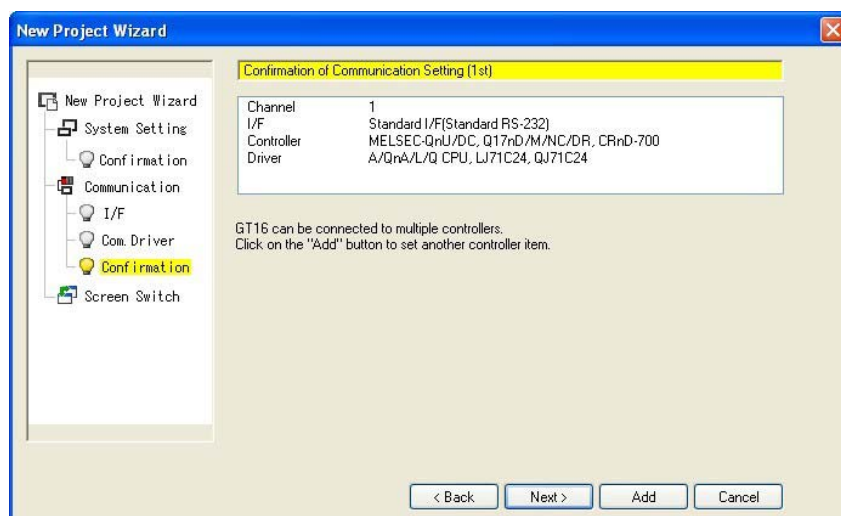 New Project Wizard
New Project Wizard
System Setting
Confirmation
Communication
I/F
Com.Driver
Confirmation
Screen Switch
Confirmation of Communication Setting (1st)
Channel 1
I/F Standard I/F(Standard RS-232)
Controller MELSEC-QnU/DC, Q17nD/M/NC/DR, CRnD-700
Driver A/QnA/L/Q CPU, LJ71C24, QJ71C24
GT16 can be connected to multiple controllers.
Click on the "Add" button to set another controller item.
< Back Next > Add Cancel